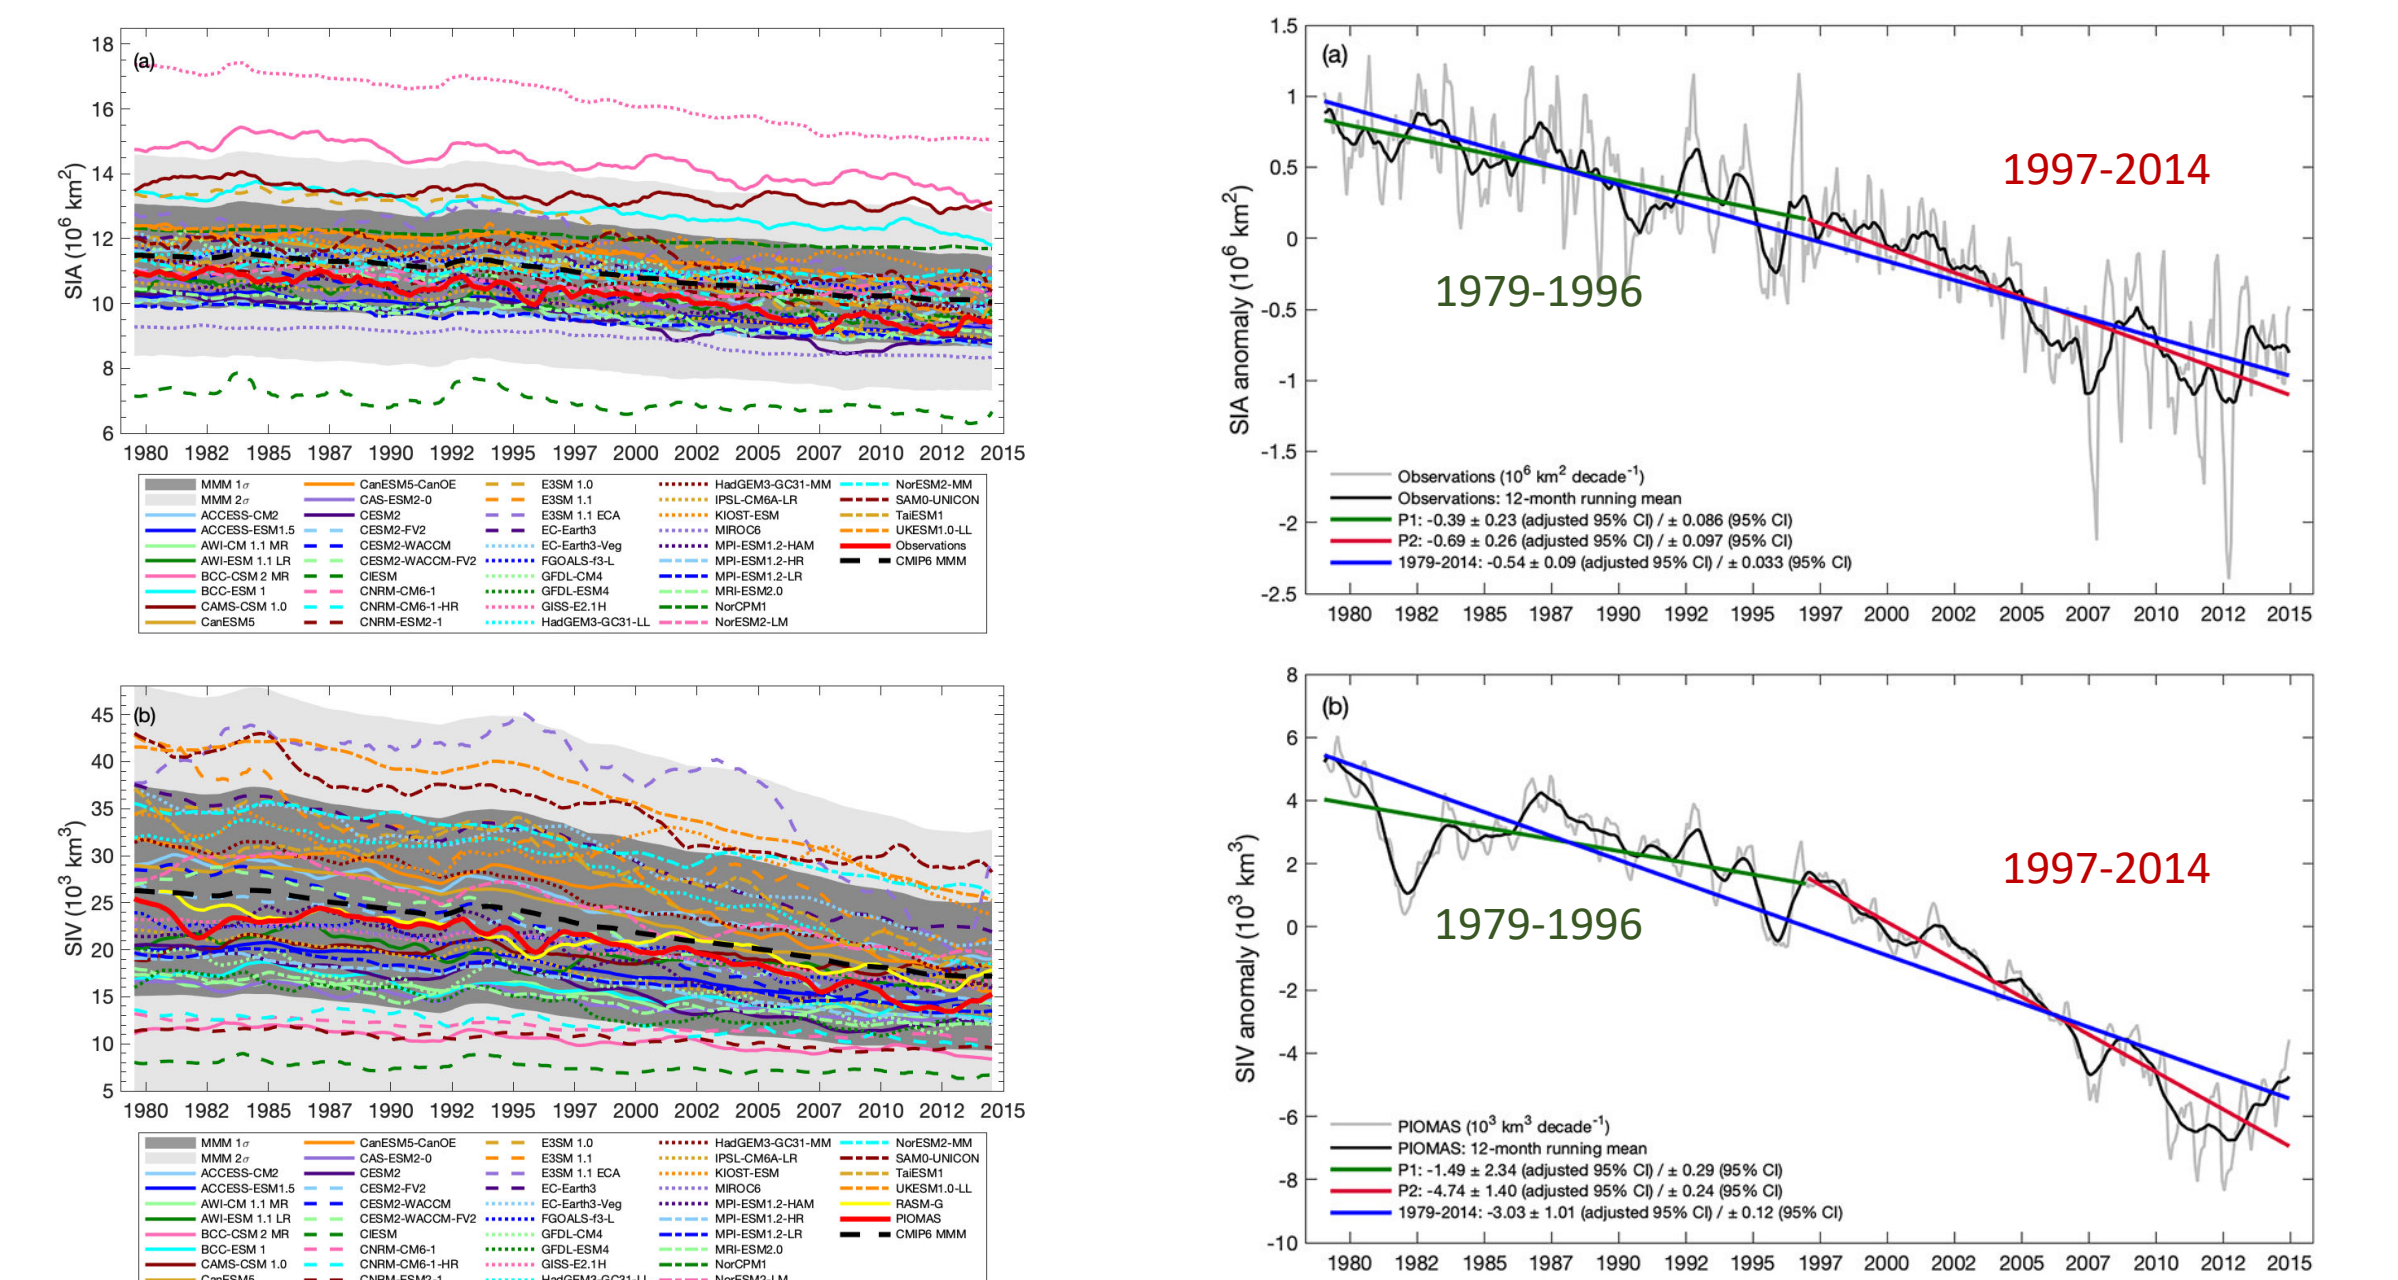 (a)
SIA (10⁶ km²)
18
16
14
12
10
8
6
1980 1982 1985 1987 1990 1992 1995 1997 2000 2002 2005 2007 2010 2012 2015
MMM 1σ
MMM 2σ
ACCESS-CM2
ACCESS-ESM1.5
AWI-CM 1.1 MR
AWI-ESM 1.1 LR
BCC-CSM 2 MR
BCC-ESM 1
CAMS-CSM 1.0
CanESM5
CanESM5-CanOE
CAS-ESM2-0
CESM2
CESM2-FV2
CESM2-WACCM
CESM2-WACCM-FV2
CIESM
CNRM-CM6-1
CNRM-CM6-1-HR
CNRM-ESM2-1
E3SM 1.0
E3SM 1.1
E3SM 1.1 ECA
EC-Earth3
EC-Earth3-Veg
FGOALS-f3-L
GFDL-CM4
GFDL-ESM4
GISS-E2.1H
HadGEM3-GC31-LL
HadGEM3-GC31-MM
IPSL-CM6A-LR
KIOST-ESM
MIROC6
MPI-ESM1.2-HAM
MPI-ESM1.2-HR
MPI-ESM1.2-LR
MRI-ESM2.0
NorCPM1
NorESM2-LM
NorESM2-MM
SAM0-UNICON
TaiESM1
UKESM1.0-LL
Observations
CMIP6 MMM
(a)
SIA anomaly (10⁶ km²)
1.5
1
0.5
0
-0.5
-1
-1.5
-2
-2.5
1997-2014
1979-1996
Observations (10⁶ km² decade⁻¹)
Observations: 12-month running mean
P1: -0.39 ± 0.23 (adjusted 95% CI) / ± 0.086 (95% CI)
P2: -0.69 ± 0.26 (adjusted 95% CI) / ± 0.097 (95% CI)
1979-2014: -0.54 ± 0.09 (adjusted 95% CI) / ± 0.033 (95% CI)
1980 1982 1985 1987 1990 1992 1995 1997 2000 2002 2005 2007 2010 2012 2015
(b)
SIV (10³ km³)
45
40
35
30
25
20
15
10
5
1980 1982 1985 1987 1990 1992 1995 1997 2000 2002 2005 2007 2010 2012 2015
MMM 1σ
MMM 2σ
ACCESS-CM2
ACCESS-ESM1.5
AWI-CM 1.1 MR
AWI-ESM 1.1 LR
BCC-CSM 2 MR
BCC-ESM 1
CAMS-CSM 1.0
CanESM5
CanESM5-CanOE
CAS-ESM2-0
CESM2
CESM2-FV2
CESM2-WACCM
CESM2-WACCM-FV2
CIESM
CNRM-CM6-1
CNRM-CM6-1-HR
CNRM-ESM2-1
E3SM 1.0
E3SM 1.1
E3SM 1.1 ECA
EC-Earth3
EC-Earth3-Veg
FGOALS-f3-L
GFDL-CM4
GFDL-ESM4
GISS-E2.1H
HadGEM3-GC31-LL
HadGEM3-GC31-MM
IPSL-CM6A-LR
KIOST-ESM
MIROC6
MPI-ESM1.2-HAM
MPI-ESM1.2-HR
MPI-ESM1.2-LR
MRI-ESM2.0
NorCPM1
NorESM2-LM
NorESM2-MM
SAM0-UNICON
TaiESM1
UKESM1.0-LL
RASM-G
PIOMAS
CMIP6 MMM
(b)
SIV anomaly (10³ km³)
8
6
4
2
0
-2
-4
-6
-8
-10
1997-2014
1979-1996
PIOMAS (10³ km³ decade⁻¹)
PIOMAS: 12-month running mean
P1: -1.49 ± 2.34 (adjusted 95% CI) / ± 0.29 (95% CI)
P2: -4.74 ± 1.40 (adjusted 95% CI) / ± 0.24 (95% CI)
1979-2014: -3.03 ± 1.01 (adjusted 95% CI) / ± 0.12 (95% CI)
1980 1982 1985 1987 1990 1992 1995 1997 2000 2002 2005 2007 2010 2012 2015